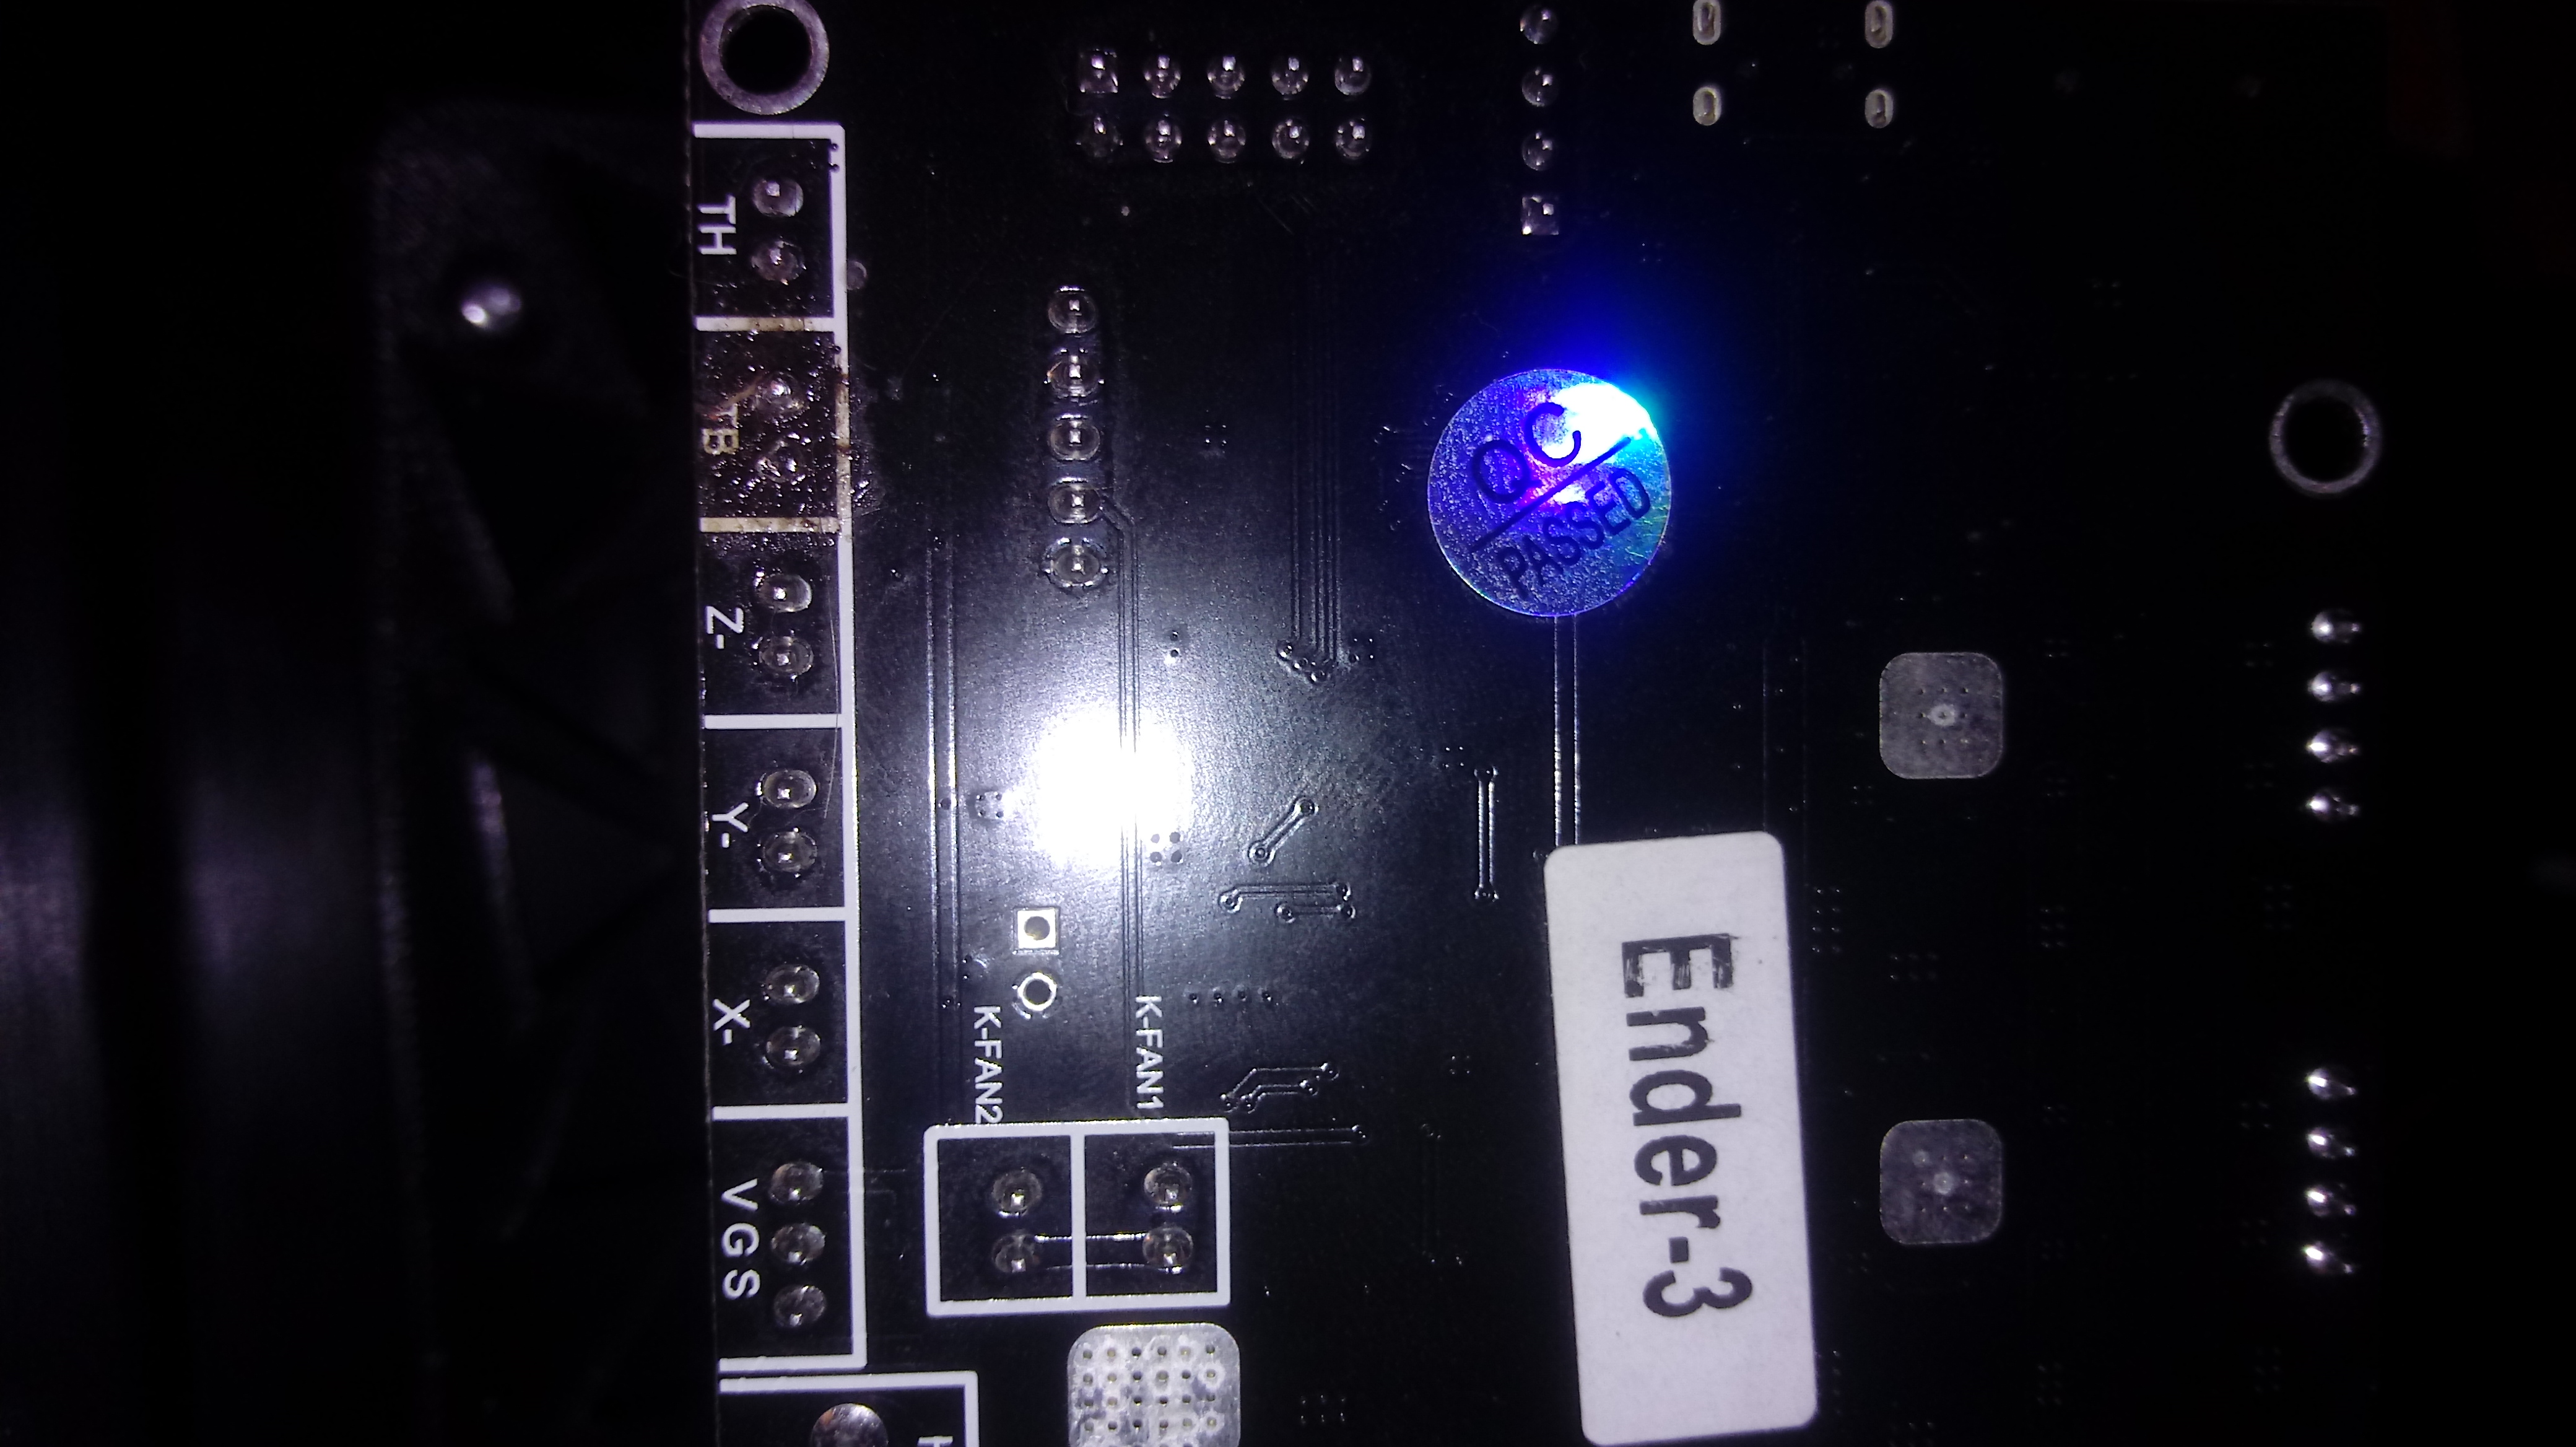 V G S
X-
Y-
Z-
TB
TH
K-FAN2
K-FAN1
QC
PASSED
Ender-3